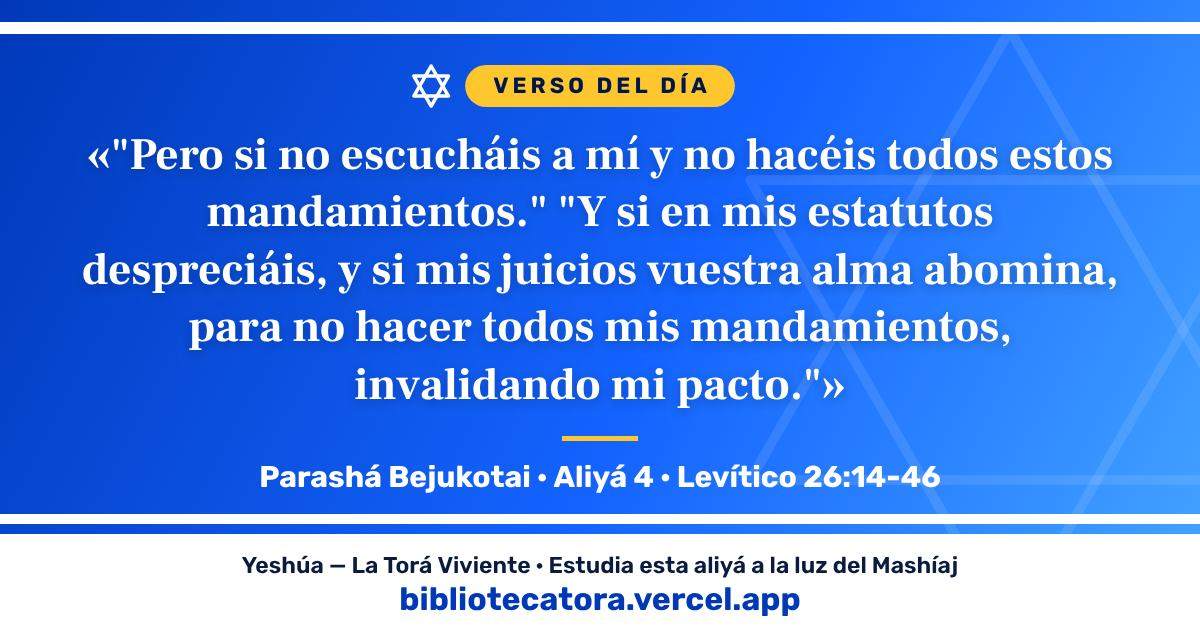 VERSO DEL DÍA
«"Pero si no escucháis a mí y no hacéis todos estos
mandamientos." "Y si en mis estatutos
despreciáis, y si mis juicios vuestra alma abomina,
para no hacer todos mis mandamientos,
invalidando mi pacto."»
Parashá Bejukotai • Aliyá 4 • Levítico 26:14-46
Yeshúa — La Torá Viviente • Estudia esta aliyá a la luz del Mashíaj
bibliotecatora.vercel.app